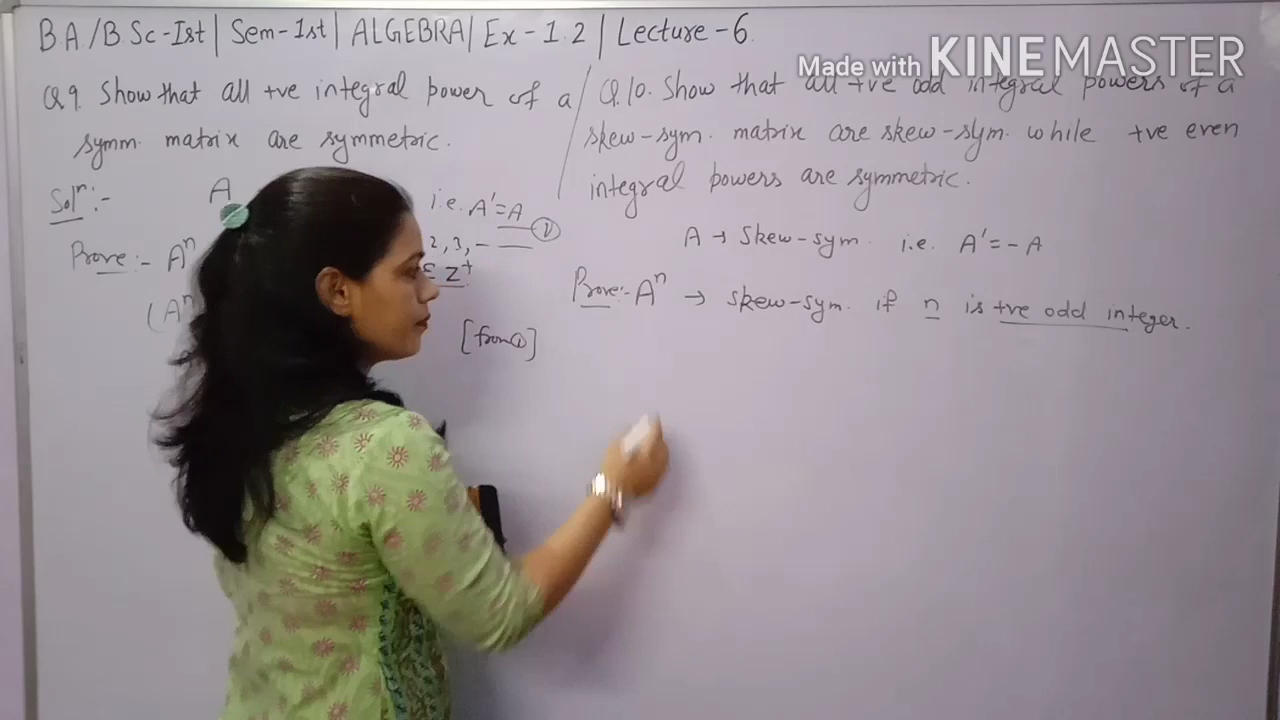 B.A/B.Sc-Ist | Sem-1st | ALGEBRA | Ex-1.2 | Lecture-6
Made with KINEMASTER
Q.9. Show that all +ve integral power of a
symm. matrix are symmetric.
Solⁿ:- A i.e. A'=A ①
Prove:- Aⁿ 2, 3, - —
∈ Z⁺
(Aⁿ [from ①]
Q.10. Show that all +ve odd integral powers of a
skew-sym. matrix are skew-sym. while +ve even
integral powers are symmetric.
A → Skew-sym. i.e. A' = - A
Prove:- Aⁿ → skew-sym. if n is +ve odd integer.